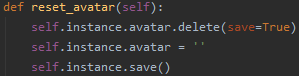 def reset_avatar(self):
    self.instance.avatar.delete(save=True)
    self.instance.avatar = ''
    self.instance.save()